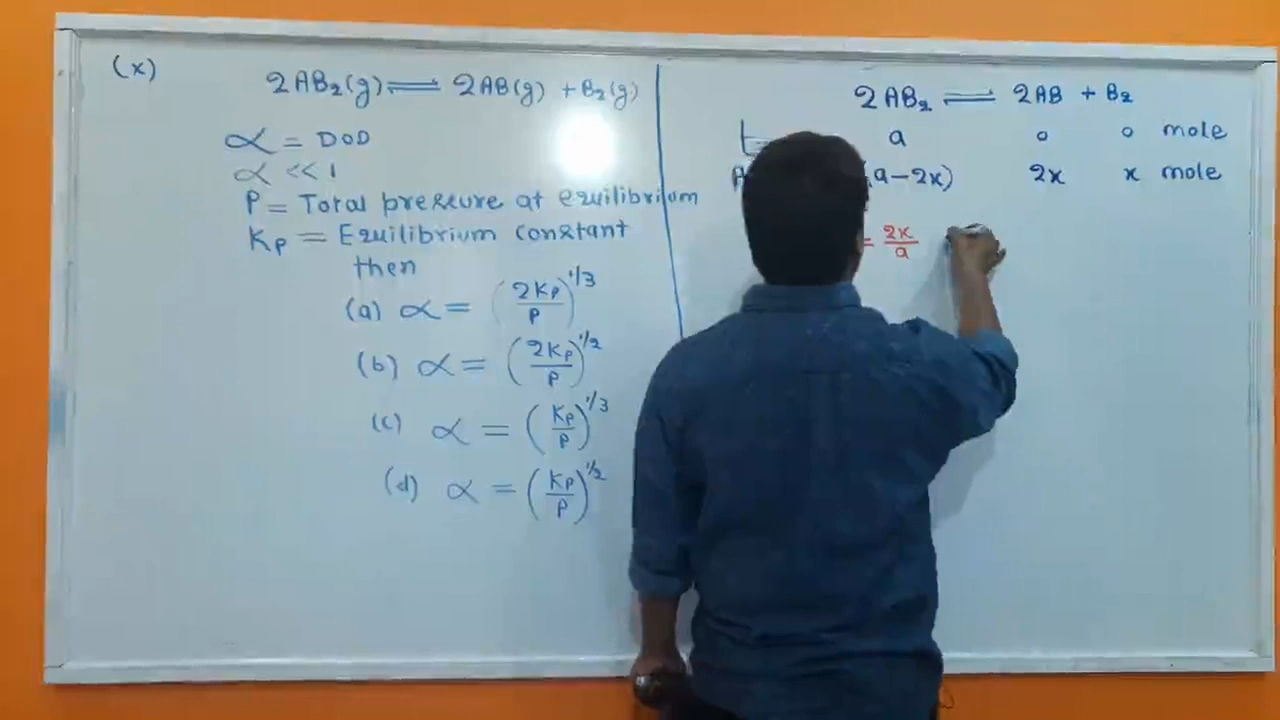 (x)
2AB₂(g) ⇌ 2AB(g) + B₂(g)
α = DOD
α << 1
P = Total pressure at equilibrium
Kp = Equilibrium constant
then
(a) α = (2Kp/P)^1/3
(b) α = (2Kp/P)^1/2
(c) α = (Kp/P)^1/3
(d) α = (Kp/P)^1/2
2AB₂ ⇌ 2AB + B₂
a 0 0 mole
(a-2x) 2x x mole
= 2x/a